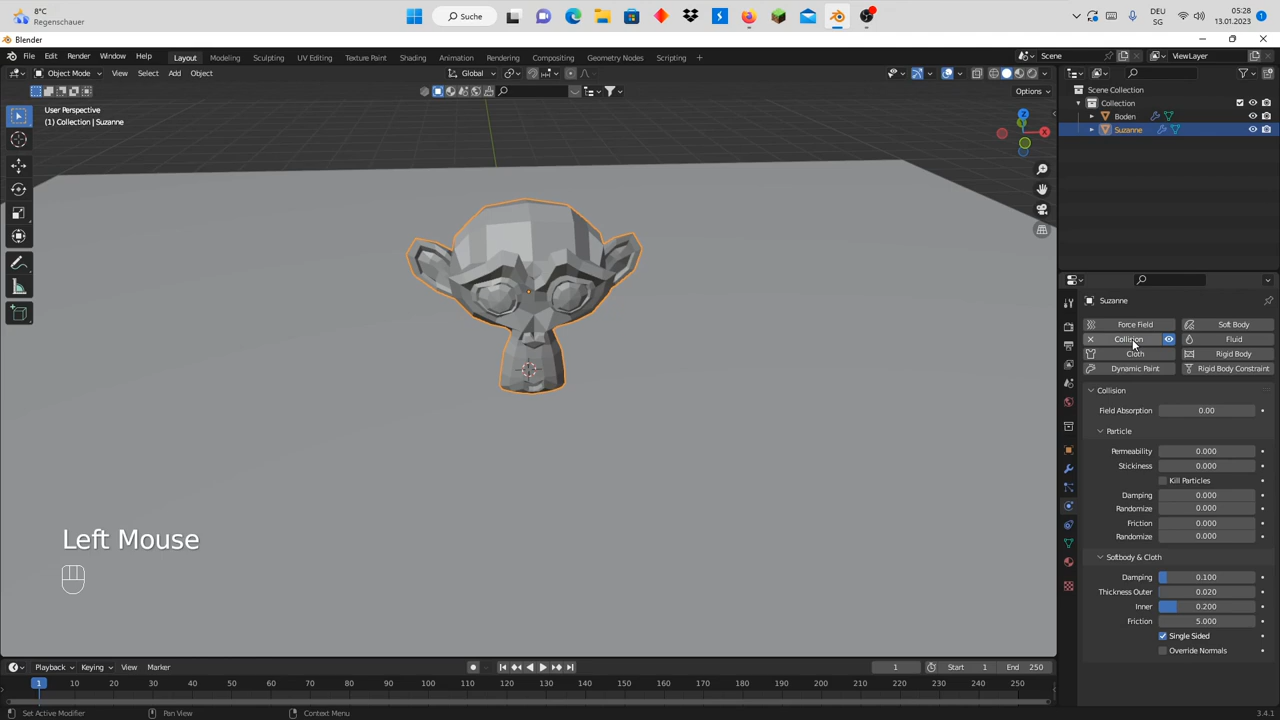 8°C
Regenschauer
Suche
DEU
SG
05:28
13.01.2023
Blender
File Edit Render Window Help Layout Modeling Sculpting UV Editing Texture Paint Shading Animation Rendering Compositing Geometry Nodes Scripting
Scene
ViewLayer
Object Mode View Select Add Object
Global
Options
User Perspective
(1) Collection | Suzanne
Z
X
Scene Collection
Collection
Boden
Suzanne
Suzanne
Force Field
Soft Body
Collision
Fluid
Cloth
Rigid Body
Dynamic Paint
Rigid Body Constraint
Collision
Field Absorption 0.00
Particle
Permeability 0.000
Stickiness 0.000
Kill Particles
Damping 0.000
Randomize 0.000
Friction 0.000
Randomize 0.000
Softbody & Cloth
Damping 0.100
Thickness Outer 0.020
Inner 0.200
Friction 5.000
Single Sided
Override Normals
Left Mouse
Playback Keying View Marker
1
Start 1
End 250
1 10 20 30 40 50 60 70 80 90 100 110 120 130 140 150 160 170 180 190 200 210 220 230 240 250
Set Active Modifier
Pan View
Context Menu
3.4.1